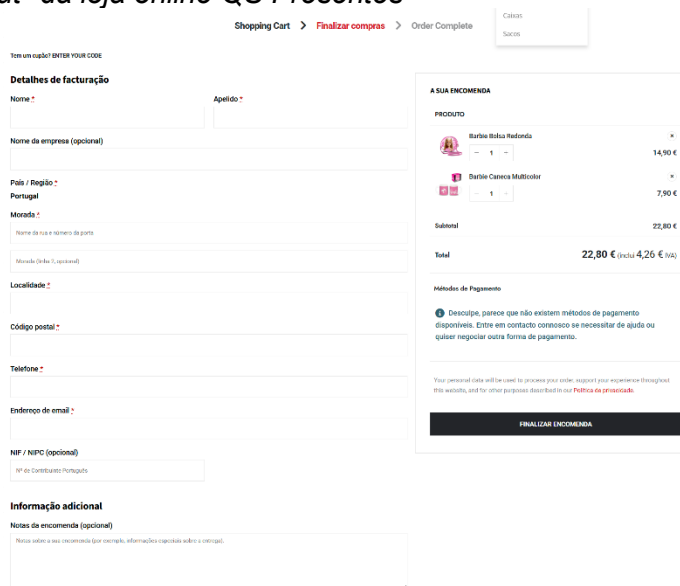 da loja online QG Presentes
Shopping Cart > Finalizar compras > Order Complete
Caixas
Sacos
Tem um cupão? ENTER YOUR CODE
Detalhes de facturação
Nome *
Apelido *
Nome da empresa (opcional)
País / Região *
Portugal
Morada *
Nome da rua e número da porta
Morada (linha 2, opcional)
Localidade *
Código postal *
Telefone *
Endereço de email *
NIF / NIPC (opcional)
Nº de Contribuinte Português
Informação adicional
Notas da encomenda (opcional)
Notas sobre a sua encomenda (por exemplo, informações especiais sobre a entrega).
A SUA ENCOMENDA
PRODUTO
Barbie Bolsa Redonda ×
− 1 − 14,90 €
Barbie Caneca Multicolor ×
− 1 − 7,90 €
Subtotal 22,80 €
Total 22,80 € (inclui 4,26 € IVA)
Métodos de Pagamento
Desculpe, parece que não existem métodos de pagamento
disponíveis. Entre em contacto connosco se necessitar de ajuda ou
quiser negociar outra forma de pagamento.
Your personal data will be used to process your order, support your experience throughout
this website, and for other purposes described in our Política de privacidade.
FINALIZAR ENCOMENDA